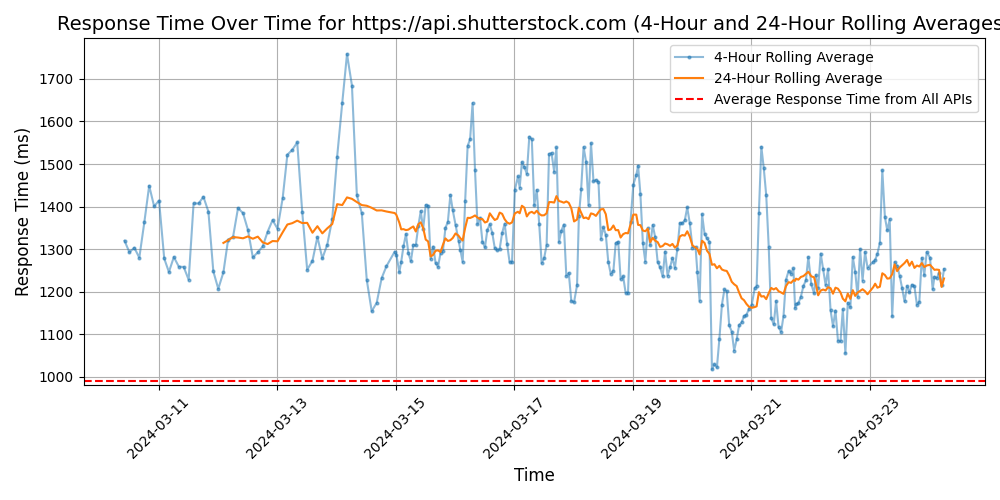 Response Time Over Time for https://api.shutterstock.com (4-Hour and 24-Hour Rolling Averages
4-Hour Rolling Average
24-Hour Rolling Average
Average Response Time from All APIs
Response Time (ms)
1700
1600
1500
1400
1300
1200
1100
1000
2024-03-11
2024-03-13
2024-03-15
2024-03-17
2024-03-19
2024-03-21
2024-03-23
Time